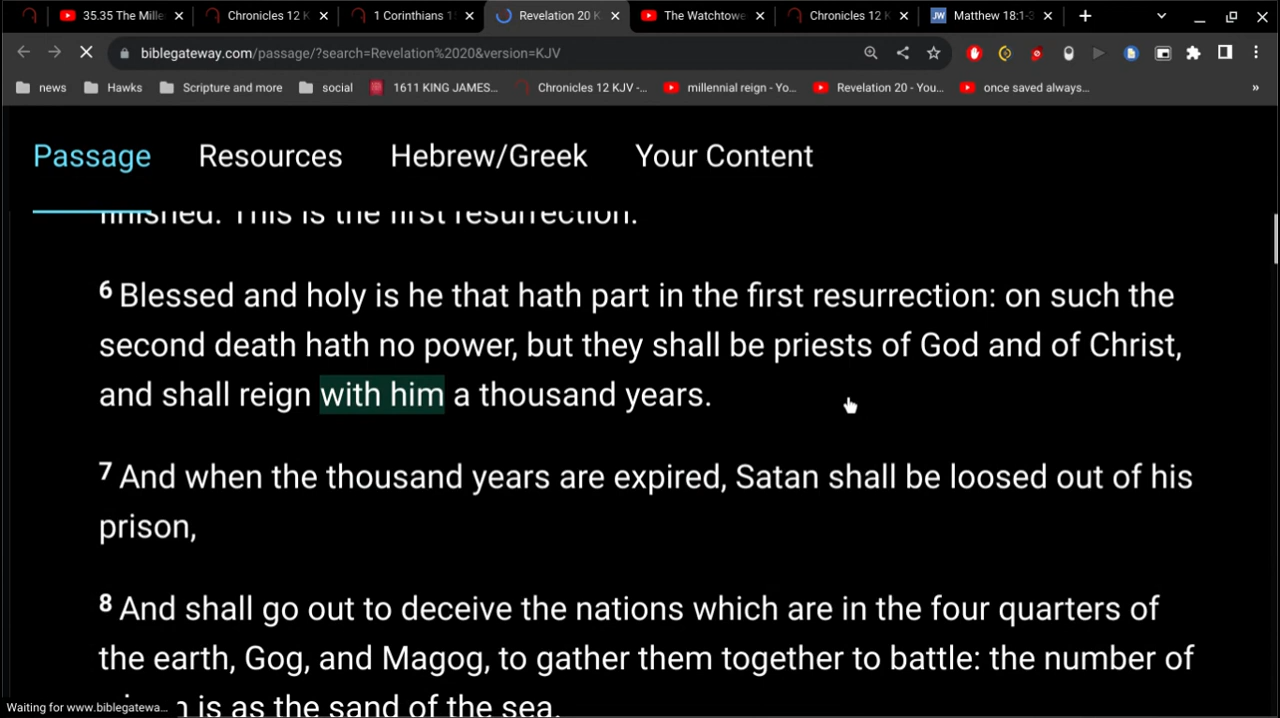 35.35 The Mille
Chronicles 12 K
1 Corinthians 1
Revelation 20 K
The Watchtowe
Chronicles 12 K
Matthew 18:1-3
biblegateway.com/passage/?search=Revelation%2020&version=KJV
news
Hawks
Scripture and more
social
1611 KING JAMES...
Chronicles 12 KJV -...
millennial reign - Yo...
Revelation 20 - You...
once saved always...
»
Passage
Resources
Hebrew/Greek
Your Content
finished. This is the first resurrection.
6 Blessed and holy is he that hath part in the first resurrection: on such the
second death hath no power, but they shall be priests of God and of Christ,
and shall reign with him a thousand years.
7 And when the thousand years are expired, Satan shall be loosed out of his
prison,
8 And shall go out to deceive the nations which are in the four quarters of
the earth, Gog, and Magog, to gather them together to battle: the number of
is as the sand of the sea.
Waiting for www.biblegatewa...